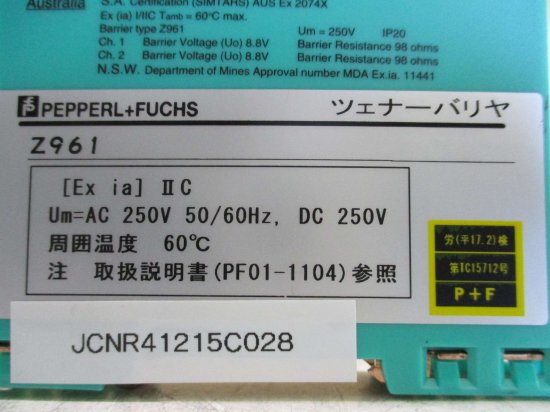 Australia
S.A. Certification (SIMTARS) AUS Ex 2074X
Ex (ia) I/IIC Tamb = 60°C max.
Barrier type Z961 Um = 250V IP20
Ch. 1 Barrier Voltage (Uo) 8.8V Barrier Resistance 98 ohms
Ch. 2 Barrier Voltage (Uo) 8.8V Barrier Resistance 98 ohms
N.S.W. Department of Mines Approval number MDA Ex.ia. 11441
PEPPERL+FUCHS ツェナーバリヤ
Z961
[Ex ia] ⅡC
Um=AC 250V 50/60Hz, DC 250V
周囲温度 60℃
注 取扱説明書(PF01-1104)参照
労(平17.2)検
第TC15712号
P+F
JCNR41215C028